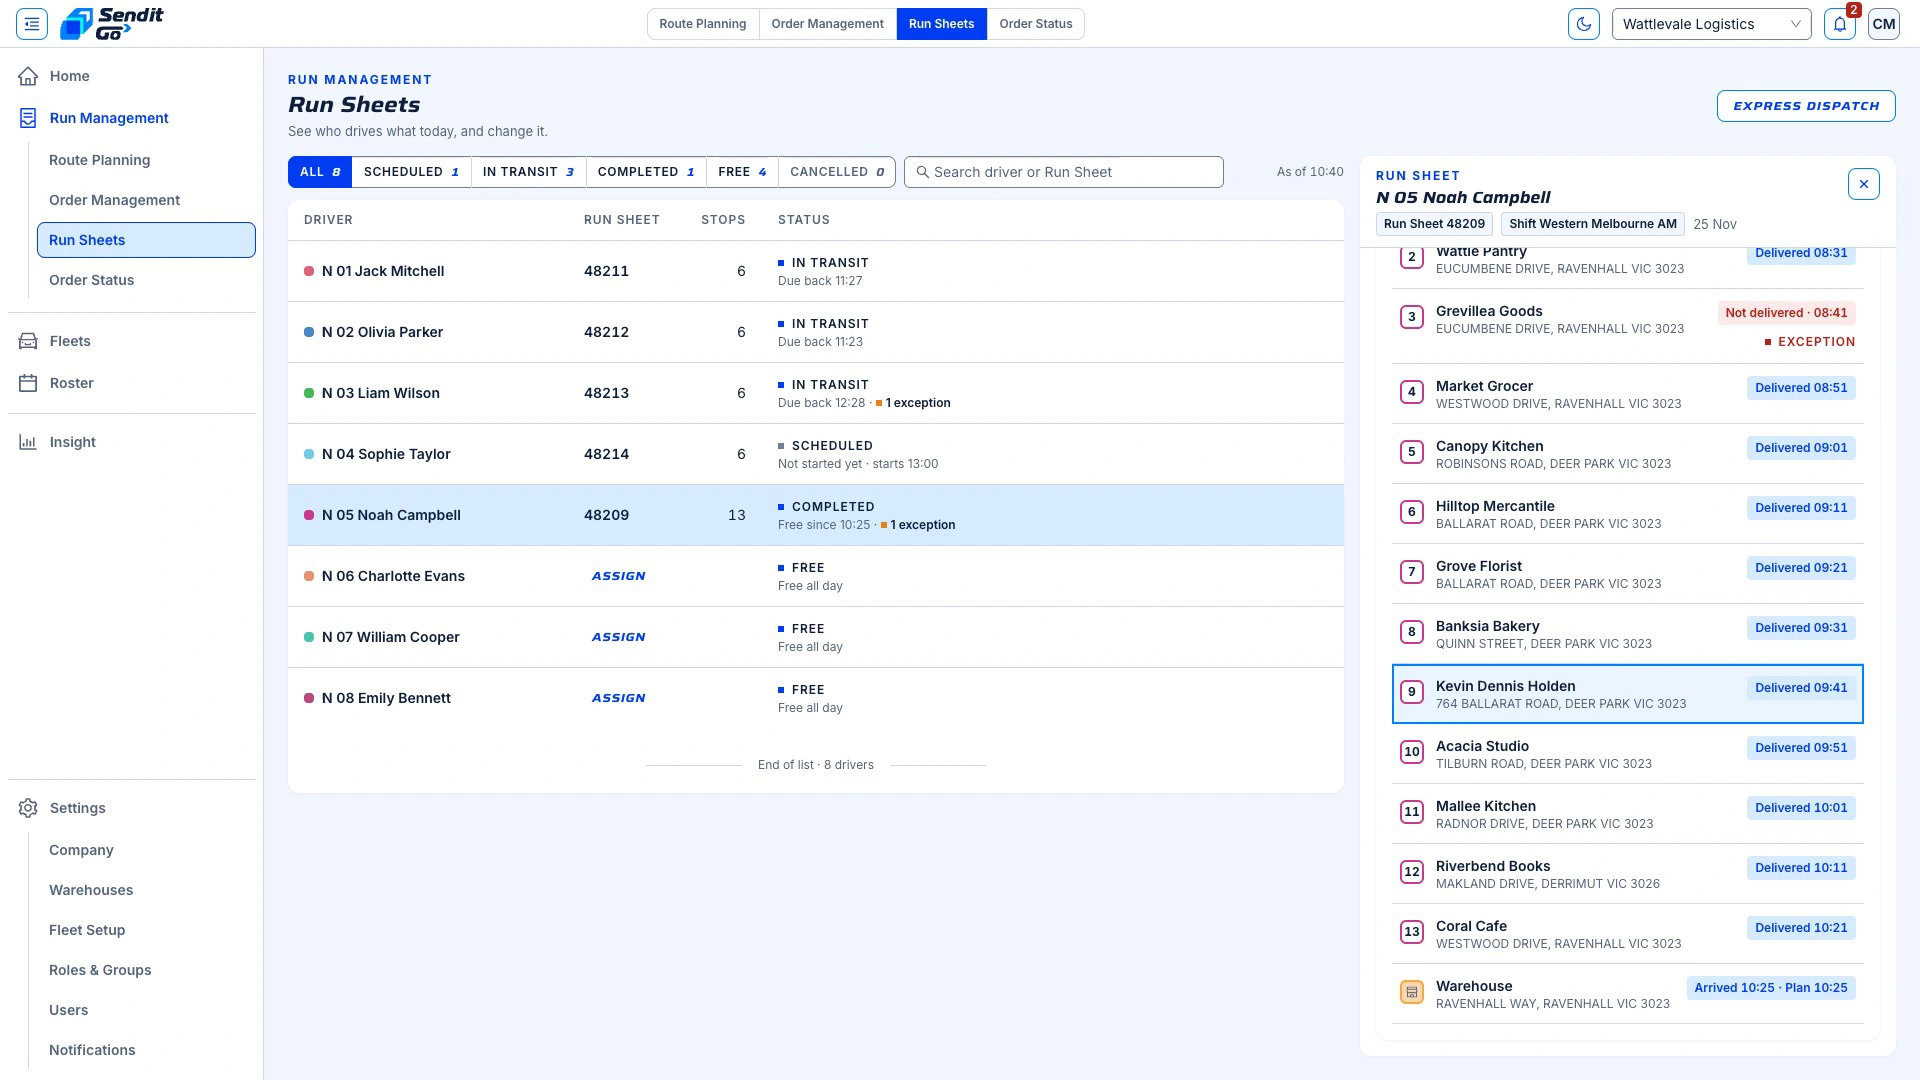 Sendit Go
Route Planning
Order Management
Run Sheets
Order Status
Wattlevale Logistics
2
CM
Home
Run Management
Route Planning
Order Management
Run Sheets
Order Status
Fleets
Roster
Insight
Settings
Company
Warehouses
Fleet Setup
Roles & Groups
Users
Notifications
RUN MANAGEMENT
Run Sheets
See who drives what today, and change it.
EXPRESS DISPATCH
ALL 8
SCHEDULED 1
IN TRANSIT 3
COMPLETED 1
FREE 4
CANCELLED 0
Search driver or Run Sheet
As of 10:40
DRIVER RUN SHEET STOPS STATUS
N 01 Jack Mitchell 48211 6 IN TRANSIT
Due back 11:27
N 02 Olivia Parker 48212 6 IN TRANSIT
Due back 11:23
N 03 Liam Wilson 48213 6 IN TRANSIT
Due back 12:28 · 1 exception
N 04 Sophie Taylor 48214 6 SCHEDULED
Not started yet · starts 13:00
N 05 Noah Campbell 48209 13 COMPLETED
Free since 10:25 · 1 exception
N 06 Charlotte Evans ASSIGN FREE
Free all day
N 07 William Cooper ASSIGN FREE
Free all day
N 08 Emily Bennett ASSIGN FREE
Free all day
End of list · 8 drivers
RUN SHEET
N 05 Noah Campbell
Run Sheet 48209 Shift Western Melbourne AM 25 Nov
2 Wattle Pantry Delivered 08:31
EUCUMBENE DRIVE, RAVENHALL VIC 3023
3 Grevillea Goods Not delivered · 08:41
EUCUMBENE DRIVE, RAVENHALL VIC 3023
EXCEPTION
4 Market Grocer Delivered 08:51
WESTWOOD DRIVE, RAVENHALL VIC 3023
5 Canopy Kitchen Delivered 09:01
ROBINSONS ROAD, DEER PARK VIC 3023
6 Hilltop Mercantile Delivered 09:11
BALLARAT ROAD, DEER PARK VIC 3023
7 Grove Florist Delivered 09:21
BALLARAT ROAD, DEER PARK VIC 3023
8 Banksia Bakery Delivered 09:31
QUINN STREET, DEER PARK VIC 3023
9 Kevin Dennis Holden Delivered 09:41
764 BALLARAT ROAD, DEER PARK VIC 3023
10 Acacia Studio Delivered 09:51
TILBURN ROAD, DEER PARK VIC 3023
11 Mallee Kitchen Delivered 10:01
RADNOR DRIVE, DEER PARK VIC 3023
12 Riverbend Books Delivered 10:11
MAKLAND DRIVE, DERRIMUT VIC 3026
13 Coral Cafe Delivered 10:21
WESTWOOD DRIVE, RAVENHALL VIC 3023
Warehouse Arrived 10:25 · Plan 10:25
RAVENHALL WAY, RAVENHALL VIC 3023